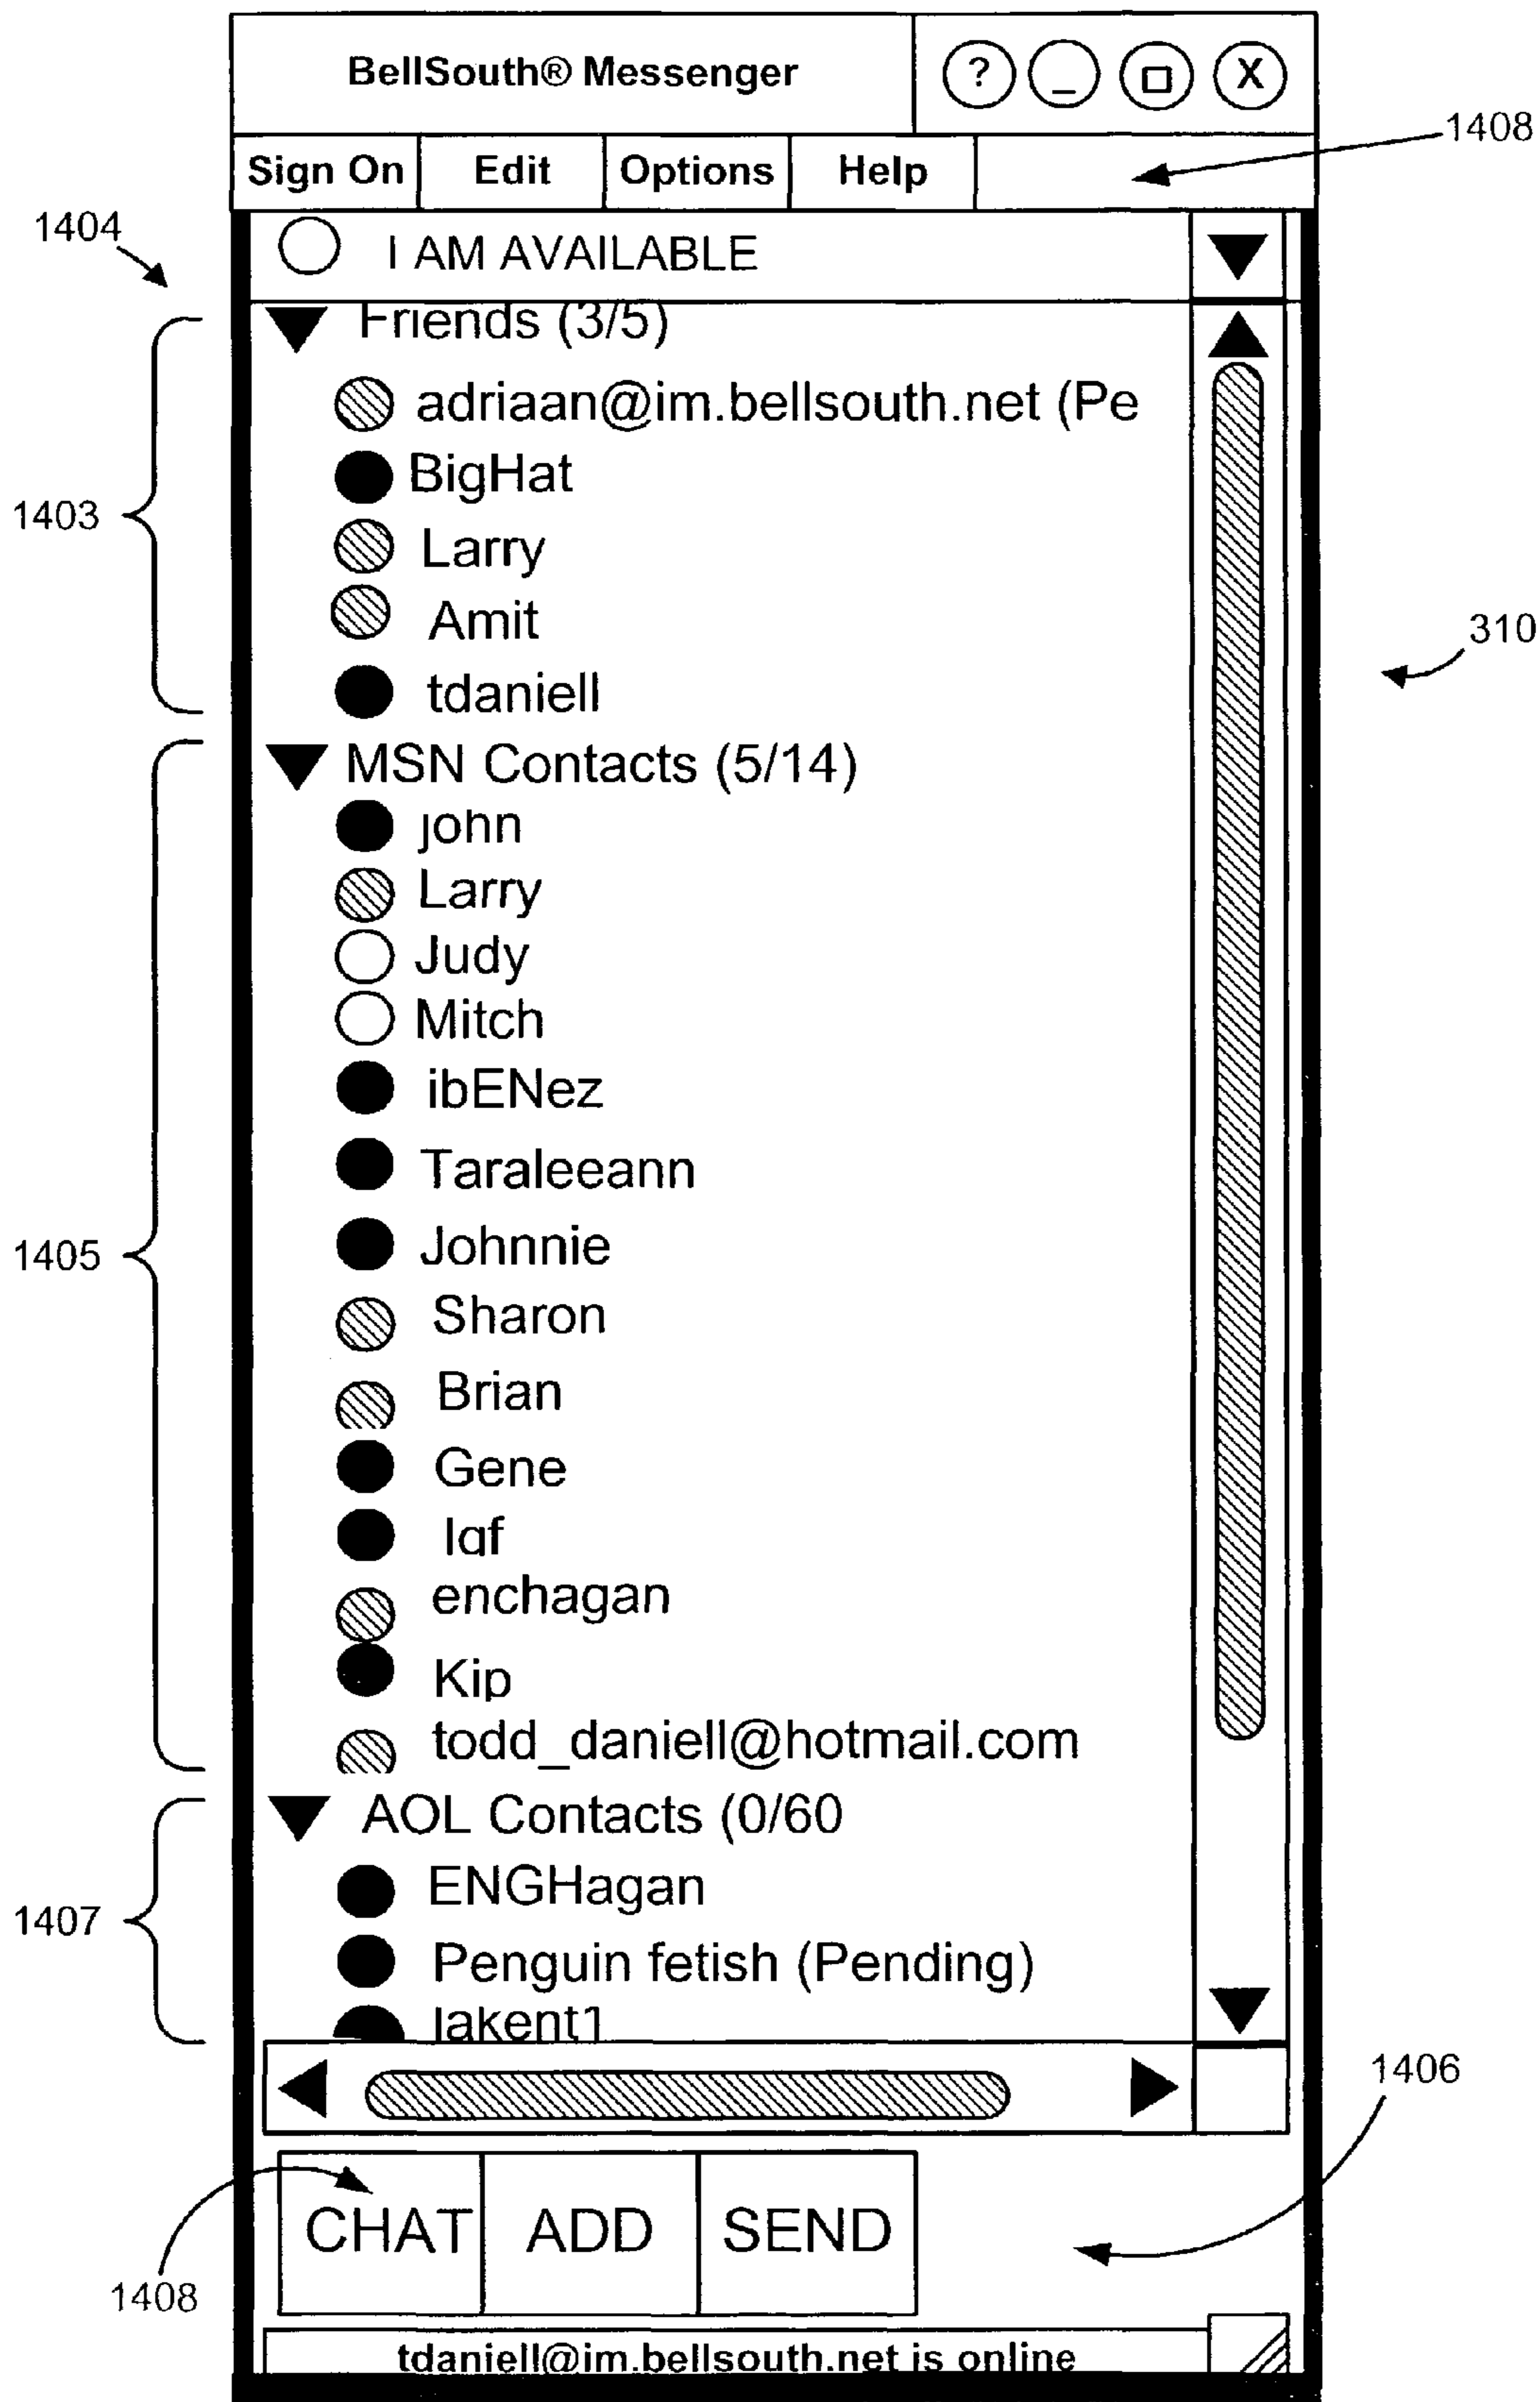 BellSouth® Messenger ? _ X
1408
Sign On Edit Options Help
1404
I AM AVAILABLE
Friends (3/5)
adriaan@im.bellsouth.net (Pe
BigHat
1403
Larry
Amit
310
tdaniell
MSN Contacts (5/14)
john
Larry
Judy
Mitch
ibENez
Taraleeann
1405
Johnnie
Sharon
Brian
Gene
lqf
enchagan
Kip
todd_daniell@hotmail.com
AOL Contacts (0/60
ENGHagan
1407
Penguin fetish (Pending)
lakent1
1406
CHAT ADD SEND
1408
tdaniell@im.bellsouth.net is online